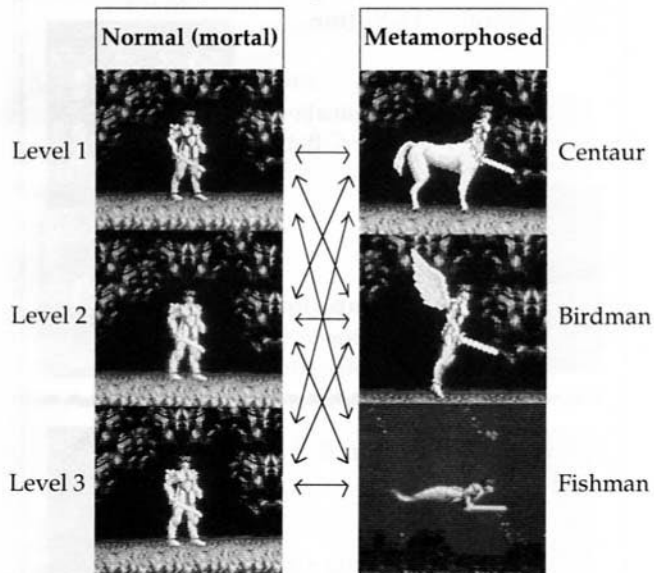 Normal (mortal)
Metamorphosed
Level 1
Centaur
Level 2
Birdman
Level 3
Fishman